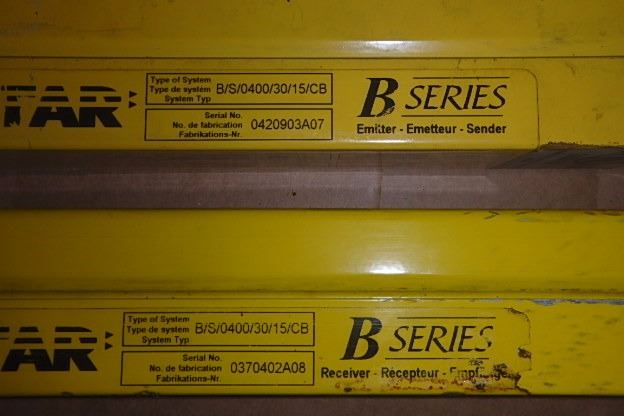 TAR
Type of System
Type de systém B/S/0400/30/15/CB
System Typ
Serial No.
No. de fabrication 0420903A07
Fabrikations-Nr.
B SERIES
Emitter - Emetteur - Sender
TAR
Type of System
Type de systém B/S/0400/30/15/CB
System Typ
Serial No.
No. de fabrication 0370402A08
Fabrikations-Nr.
B SERIES
Receiver - Récepteur - Empfänger